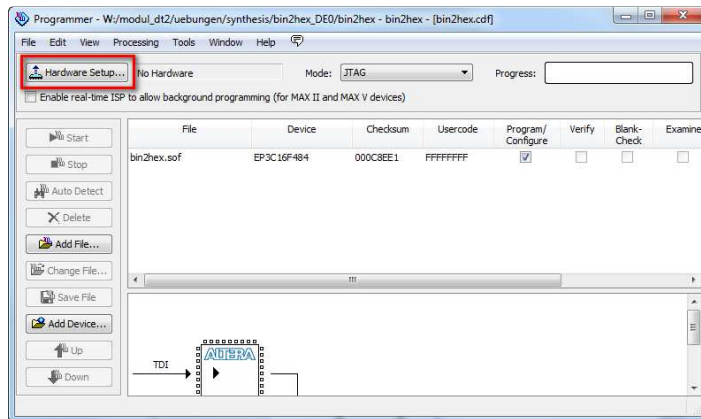 Programmer - W:/modul_dt2/uebungen/synthesis/bin2hex_DE0/bin2hex - bin2hex - [bin2hex.cdf]
File Edit View Processing Tools Window Help
Hardware Setup... No Hardware Mode: JTAG Progress:
Enable real-time ISP to allow background programming (for MAX II and MAX V devices)
File Device Checksum Usercode Program/ Configure Verify Blank- Check Examine
bin2hex.sof EP3C16F484 000C8EE1 FFFFFFFF
Start
Stop
Auto Detect
Delete
Add File...
Change File...
Save File
Add Device...
Up
Down
ALTERA
TDI